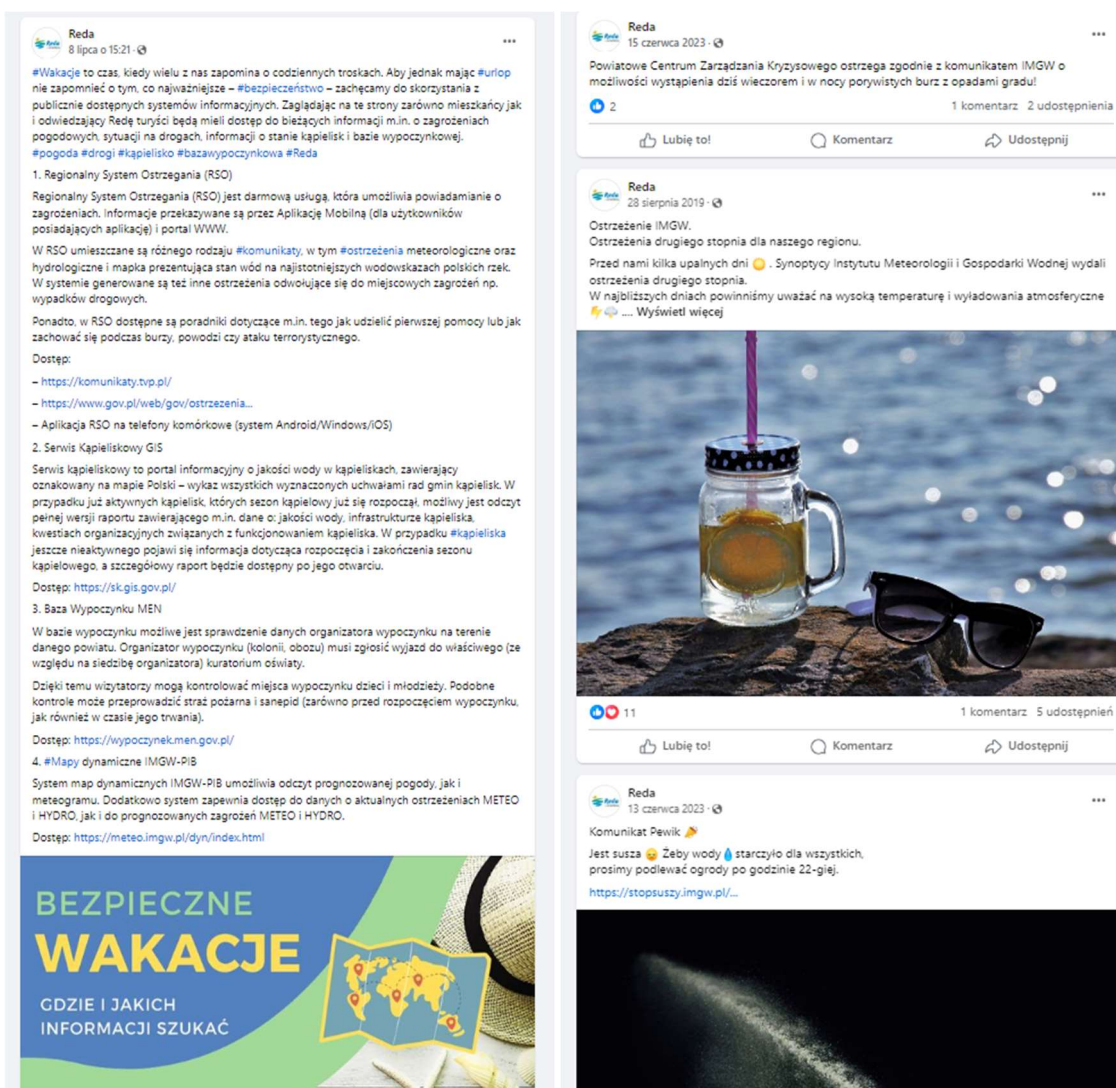 Reda
8 lipca o 15:21 ·
#Wakacje to czas, kiedy wielu z nas zapomina o codziennych troskach. Aby jednak mając #urlop
nie zapomnieć o tym, co najważniejsze – #bezpieczeństwo – zachęcamy do skorzystania z
publicznie dostępnych systemów informacyjnych. Zaglądając na te strony zarówno mieszkańcy jak
i odwiedzający Redę turyści będą mieli dostęp do bieżących informacji m.in. o zagrożeniach
pogodowych, sytuacji na drogach, informacji o stanie kąpielisk i bazie wypoczynkowej.
#pogoda #drogi #kąpielisko #bazawypoczynkowa #Reda
1. Regionalny System Ostrzegania (RSO)
Regionalny System Ostrzegania (RSO) jest darmową usługą, która umożliwia powiadamianie o
zagrożeniach. Informacje przekazywane są przez Aplikację Mobilną (dla użytkowników
posiadających aplikację) i portal WWW.
W RSO umieszczane są różnego rodzaju #komunikaty, w tym #ostrzeżenia meteorologiczne oraz
hydrologiczne i mapka prezentująca stan wód na najistotniejszych wodowskazach polskich rzek.
W systemie generowane są też inne ostrzeżenia odwołujące się do miejscowych zagrożeń np.
wypadków drogowych.
Ponadto, w RSO dostępne są poradniki dotyczące m.in. tego jak udzielić pierwszej pomocy lub jak
zachować się podczas burzy, powodzi czy ataku terrorystycznego.
Dostęp:
– https://komunikaty.tvp.pl/
– https://www.gov.pl/web/gov/ostrzezenia...
– Aplikacja RSO na telefony komórkowe (system Android/Windows/iOS)
2. Serwis Kąpieliskowy GIS
Serwis kąpieliskowy to portal informacyjny o jakości wody w kąpieliskach, zawierający
oznakowany na mapie Polski – wykaz wszystkich wyznaczonych uchwałami rad gmin kąpielisk. W
przypadku już aktywnych kąpielisk, których sezon kąpielowy już się rozpoczął, możliwy jest odczyt
pełnej wersji raportu zawierającego m.in. dane o: jakości wody, infrastrukturze kąpieliska,
kwestiach organizacyjnych związanych z funkcjonowaniem kąpieliska. W przypadku #kąpieliska
jeszcze nieaktywnego pojawi się informacja dotycząca rozpoczęcia i zakończenia sezonu
kąpielowego, a szczegółowy raport będzie dostępny po jego otwarciu.
Dostęp: https://sk.gis.gov.pl/
3. Baza Wypoczynku MEN
W bazie wypoczynku możliwe jest sprawdzenie danych organizatora wypoczynku na terenie
danego powiatu. Organizator wypoczynku (kolonii, obozu) musi zgłosić wyjazd do właściwego (ze
względu na siedzibę organizatora) kuratorium oświaty.
Dzięki temu wizytatorzy mogą kontrolować miejsca wypoczynku dzieci i młodzieży. Podobne
kontrole może przeprowadzić straż pożarna i sanepid (zarówno przed rozpoczęciem wypoczynku,
jak również w czasie jego trwania).
Dostęp: https://wypoczynek.men.gov.pl/
4. #Mapy dynamiczne IMGW-PIB
System map dynamicznych IMGW-PIB umożliwia odczyt prognozowanej pogody, jak i
meteogramu. Dodatkowo system zapewnia dostęp do danych o aktualnych ostrzeżeniach METEO
i HYDRO, jak i do prognozowanych zagrożeń METEO i HYDRO.
Dostęp: https://meteo.imgw.pl/dyn/index.html
BEZPIECZNE
WAKACJE
GDZIE I JAKICH
INFORMACJI SZUKAĆ
Reda
15 czerwca 2023 ·
Powiatowe Centrum Zarządzania Kryzysowego ostrzega zgodnie z komunikatem IMGW o
możliwości wystąpienia dziś wieczorem i w nocy porywistych burz z opadami gradu!
2 1 komentarz 2 udostępnienia
Lubię to! Komentarz Udostępnij
Reda
28 sierpnia 2019 ·
Ostrzeżenie IMGW.
Ostrzeżenia drugiego stopnia dla naszego regionu.
Przed nami kilka upalnych dni 🌞 . Synoptycy Instytutu Meteorologii i Gospodarki Wodnej wydali
ostrzeżenia drugiego stopnia.
W najbliższych dniach powinniśmy uważać na wysoką temperaturę i wyładowania atmosferyczne
⚡🌩 .... Wyświetl więcej
11 1 komentarz 5 udostępnień
Lubię to! Komentarz Udostępnij
Reda
13 czerwca 2023 ·
Komunikat Pewik 🎉
Jest susza 😥 Żeby wody 💧 starczyło dla wszystkich,
prosimy podlewać ogrody po godzinie 22-giej.
https://stopsuszy.imgw.pl/...